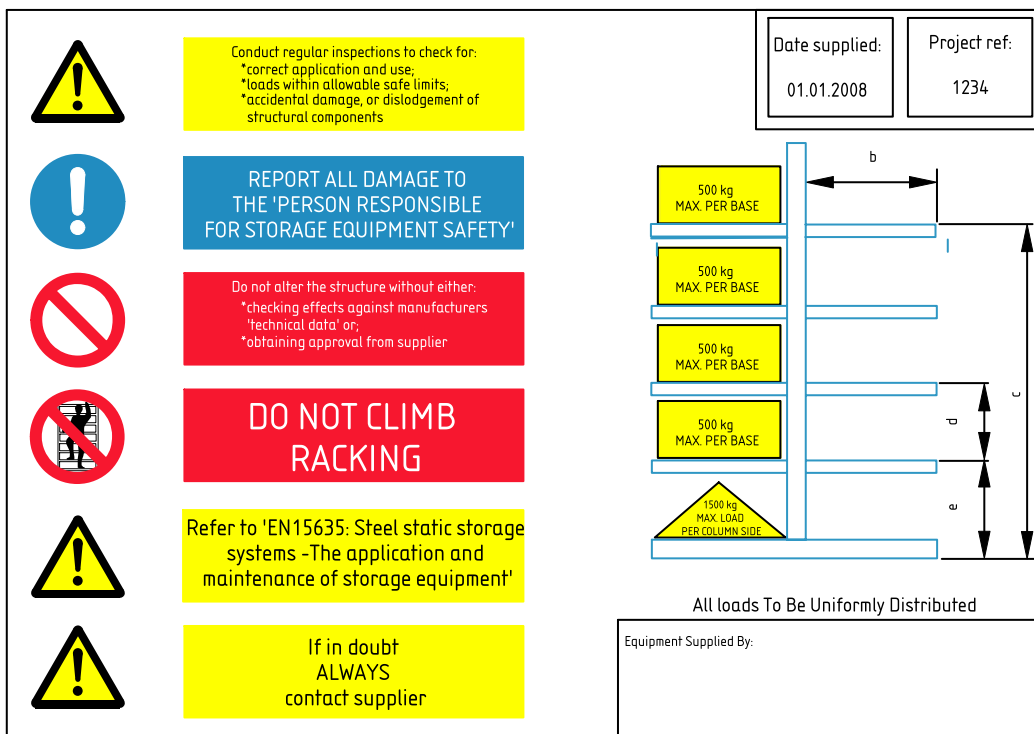 Conduct regular inspections to check for:
*correct application and use;
*loads within allowable safe limits;
*accidental damage, or dislodgement of
structural components
REPORT ALL DAMAGE TO
THE 'PERSON RESPONSIBLE
FOR STORAGE EQUIPMENT SAFETY'
Do not alter the structure without either:
*checking effects against manufacturers
'technical data' or;
*obtaining approval from supplier
DO NOT CLIMB
RACKING
Refer to 'EN15635: Steel static storage
systems -The application and
maintenance of storage equipment'
If in doubt
ALWAYS
contact supplier
Date supplied:
01.01.2008
Project ref:
1234
b
500 kg
MAX. PER BASE
500 kg
MAX. PER BASE
500 kg
MAX. PER BASE
500 kg
MAX. PER BASE
1500 kg
MAX. LOAD
PER COLUMN SIDE
c
d
e
All loads To Be Uniformly Distributed
Equipment Supplied By: